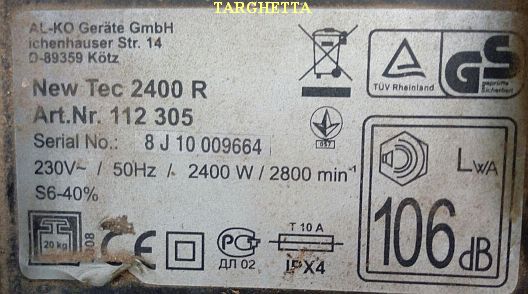 TARGHETTA
AL-KO Geräte GmbH
ichenhauser Str. 14
D-89359 Kötz
New Tec 2400 R
Art.Nr. 112 305
Serial No.: 8 J 10 009664
230V~ / 50Hz / 2400 W / 2800 min⁻¹
S6-40%
20 kg
08
CE
PC
ДЛ 02
T 10 A
IPX4
057
TÜV Rheinland
GS
geprüfte
Sicherheit
LWA
106 dB